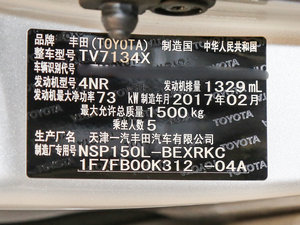 品牌 丰田(TOYOTA) 制造国 中华人民共和国
整车型号 TV7134X
车辆识别代号
发动机型号 4NR 发动机排量 1329 mL
发动机最大净功率 73 kW 制造年月 2017年02月
最大允许总质量 1500 kg
乘坐人数 5
生产厂名: 天津一汽丰田汽车有限公司
制造厂专用号 NSP150L-BEXRKC
1F7FB00K312 -04A
TOYOTA
TOYOTA